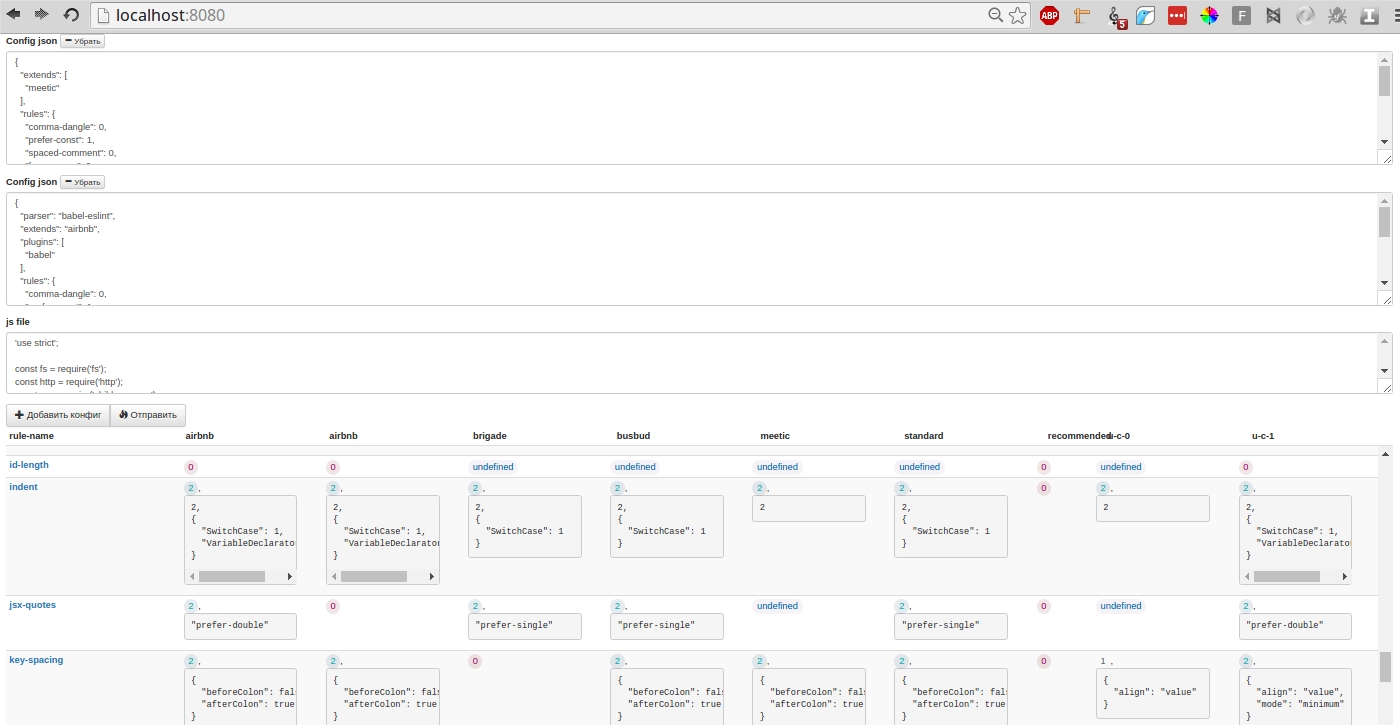 localhost:8080
ABP
5
F
Config json Убрать
{
"extends": [
"meetic"
],
"rules": {
"comma-dangle": 0,
"prefer-const": 1,
"spaced-comment": 0,
Config json Убрать
{
"parser": "babel-eslint",
"extends": "airbnb",
"plugins": [
"babel"
],
"rules": {
"comma-dangle": 0,
js file
'use strict';
const fs = require('fs');
const http = require('http');
Добавить конфиг Отправить
rule-name airbnb airbnb brigade busbud meetic standard recommended u-c-0 u-c-1
id-length 0 0 undefined undefined undefined undefined 0 undefined 0
indent 2, 2, 2, 2, 2, 2, 0 2, 2,
2, 2, 2, 2, 2 2, 2 2,
{ { { { { {
"SwitchCase": 1, "SwitchCase": 1, "SwitchCase": 1 "SwitchCase": 1 "SwitchCase": 1 "SwitchCase": 1,
"VariableDeclarator "VariableDeclarator } } } "VariableDeclarator
} } }
jsx-quotes 2, 0 2, 2, undefined 2, 0 undefined 2,
"prefer-double" "prefer-single" "prefer-single" "prefer-single" "prefer-double"
key-spacing 2, 2, 0 2, 2, 2, 0 1, 2,
{ { { { { { {
"beforeColon": fals "beforeColon": fals "beforeColon": fals "beforeColon": fals "beforeColon": fals "align": "value" "align": "value",
"afterColon": true "afterColon": true "afterColon": true "afterColon": true "afterColon": true } "mode": "minimum"
} } } } } }